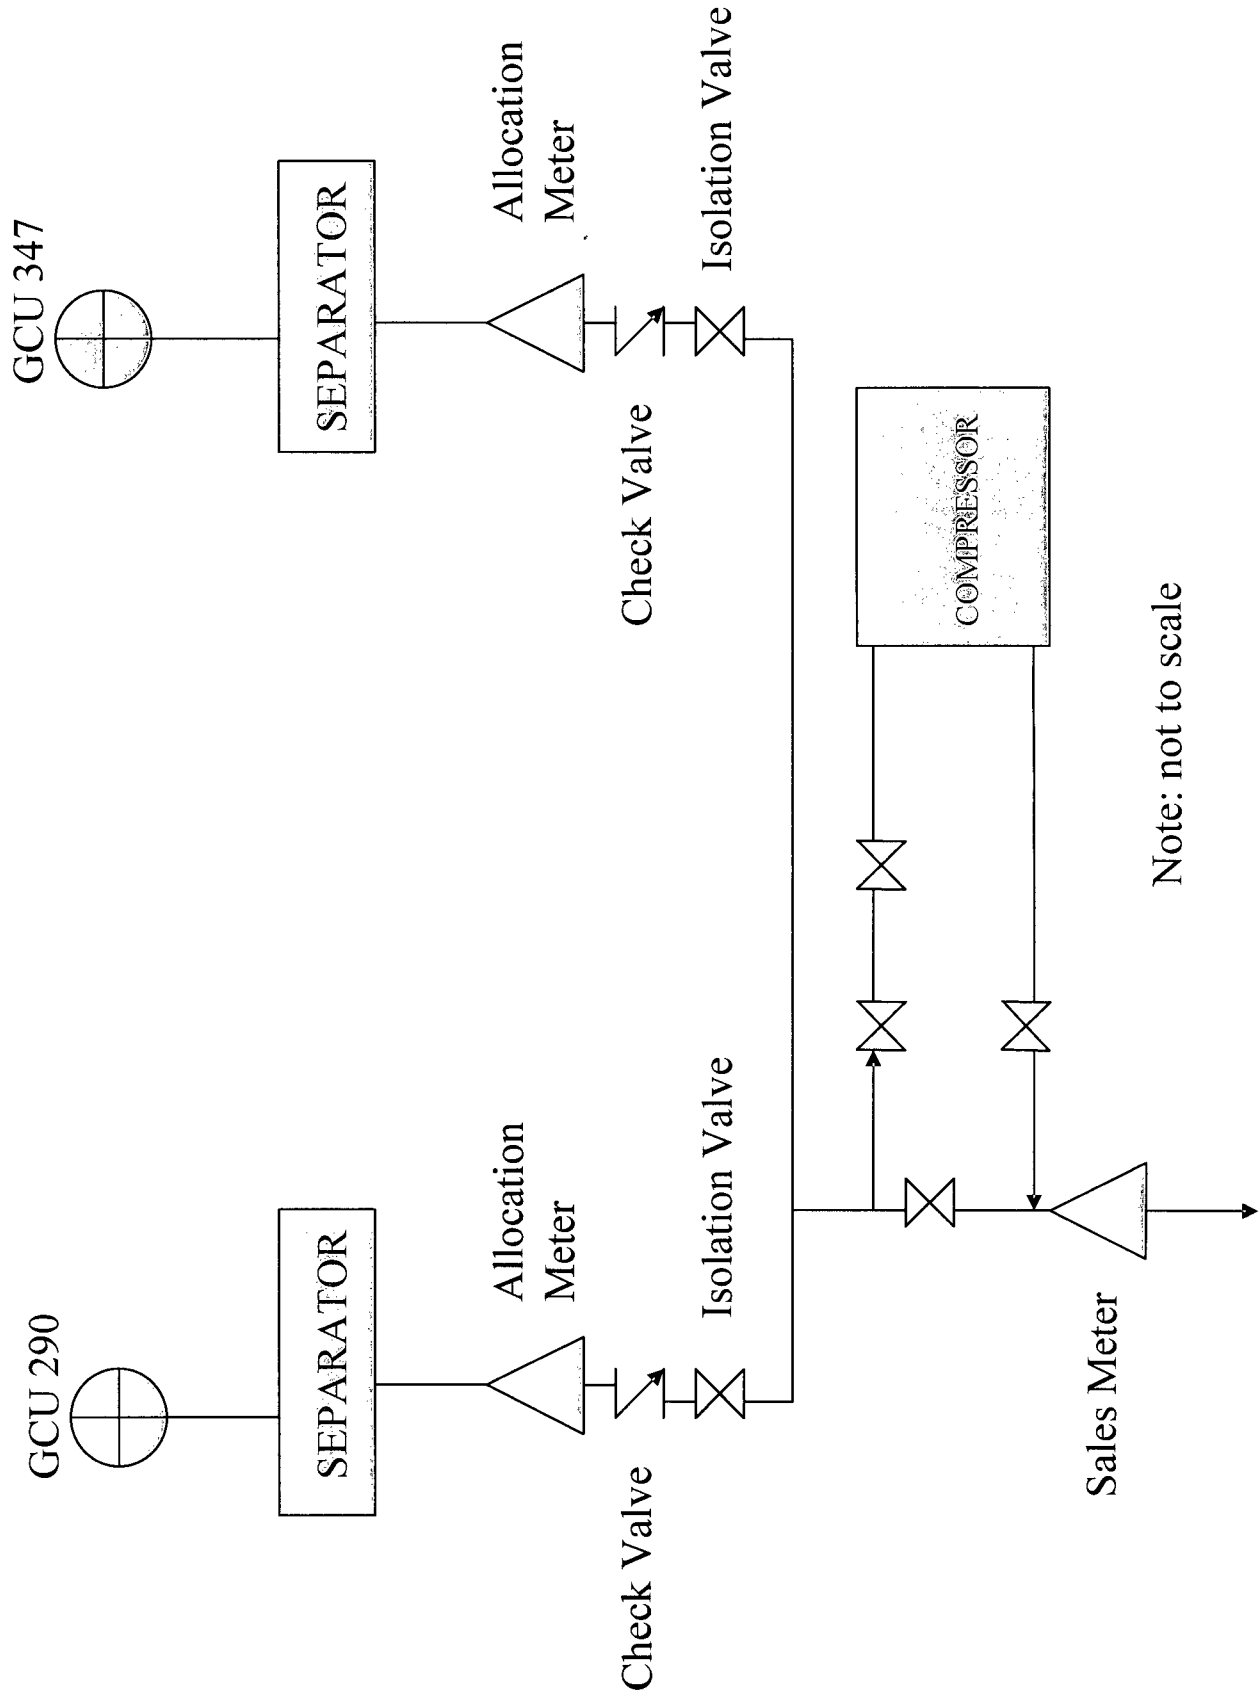 GCU 290
SEPARATOR
Allocation
Meter
Check Valve
Isolation Valve
GCU 347
SEPARATOR
Allocation
Meter
Check Valve
Isolation Valve
COMPRESSOR
Sales Meter
Note: not to scale